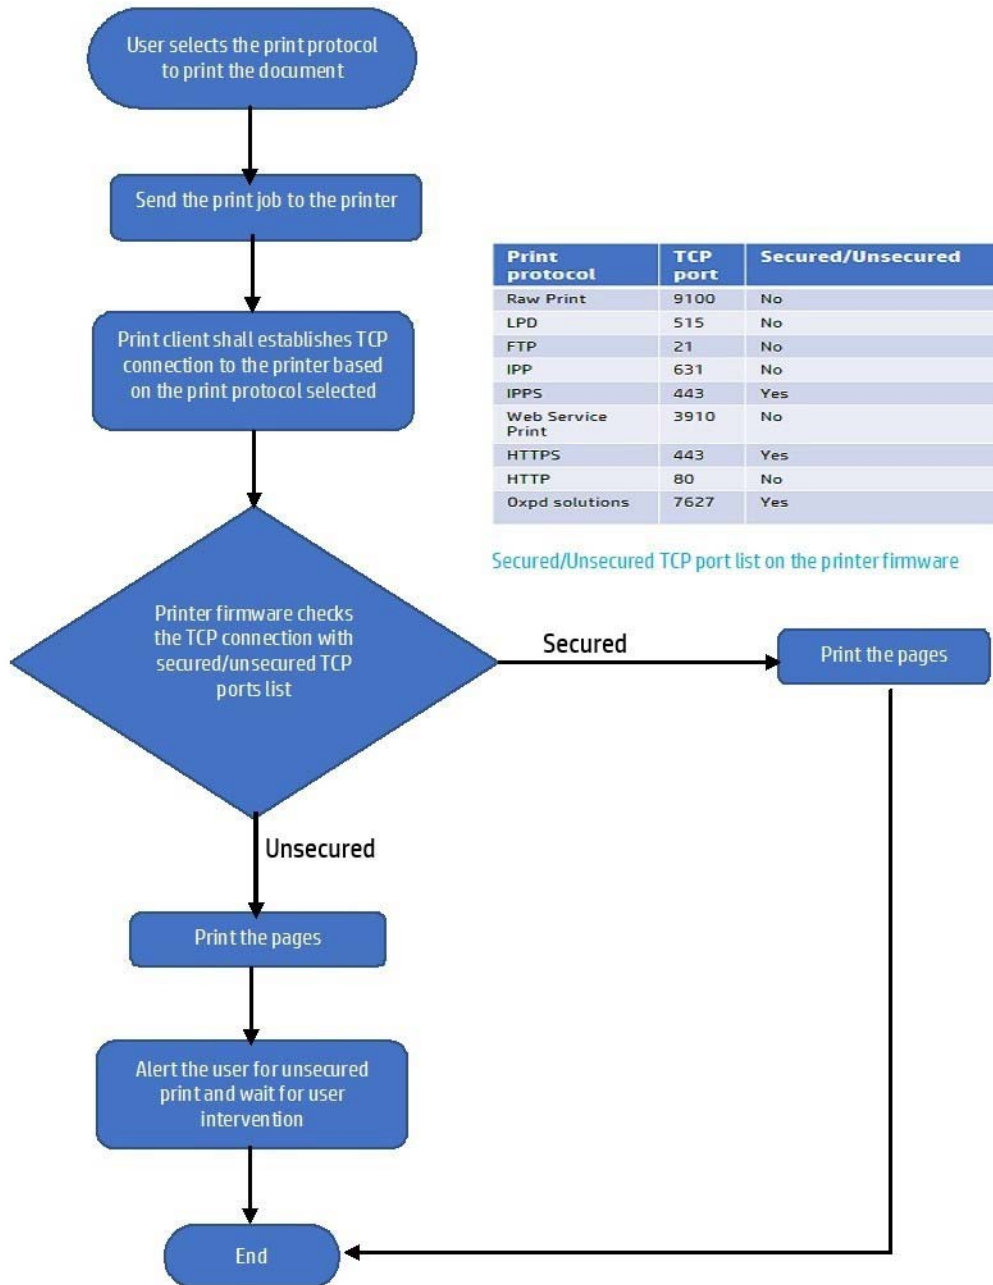 User selects the print protocol
to print the document
Send the print job to the printer
Print client shall establishes TCP
connection to the printer based
on the print protocol selected
Print protocol TCP port Secured/Unsecured
Raw Print 9100 No
LPD 515 No
FTP 21 No
IPP 631 No
IPPS 443 Yes
Web Service Print 3910 No
HTTPS 443 Yes
HTTP 80 No
Oxpd solutions 7627 Yes
Secured/Unsecured TCP port list on the printer firmware
Printer firmware checks
the TCP connection with
secured/unsecured TCP
ports list
Secured
Print the pages
Unsecured
Print the pages
Alert the user for unsecured
print and wait for user
intervention
End